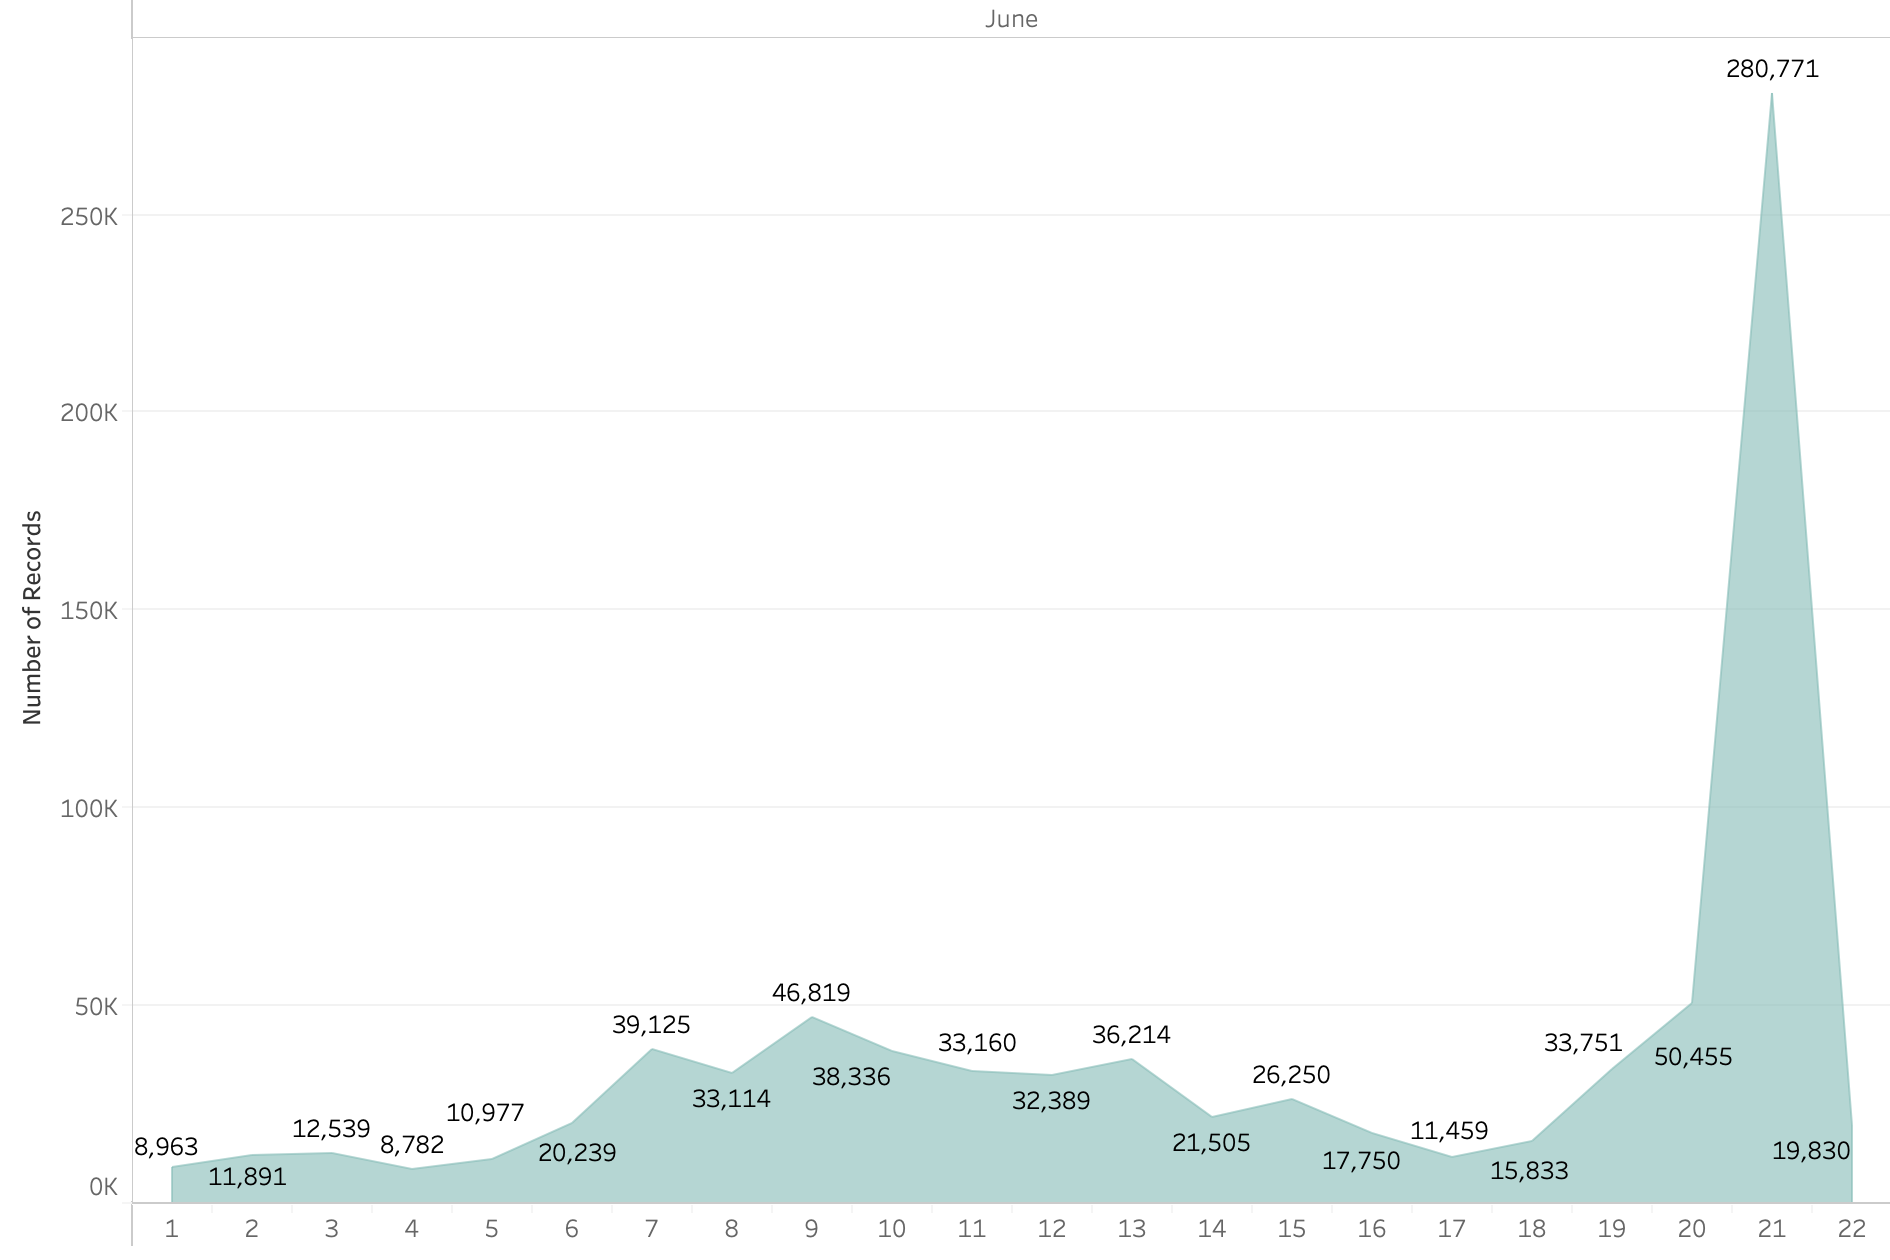 June
280,771
250K
200K
Number of Records
150K
100K
50K
46,819
39,125
33,160
36,214
33,751
50,455
38,336
26,250
33,114
32,389
12,539
10,977
8,963
8,782
11,459
21,505
20,239
19,830
17,750
15,833
11,891
0K
1 2 3 4 5 6 7 8 9 10 11 12 13 14 15 16 17 18 19 20 21 22